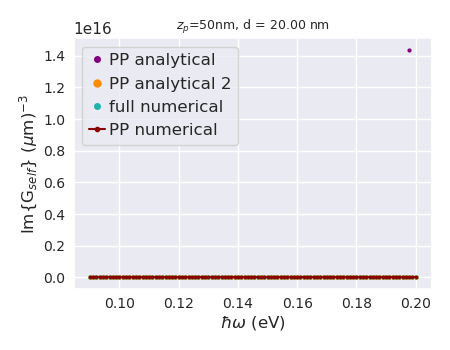 zₚ=50nm, d = 20.00 nm
1e16
PP analytical
PP analytical 2
full numerical
PP numerical
1.4
1.2
1.0
0.8
0.6
0.4
0.2
0.0
Im{G_self} (μm)⁻³
0.10 0.12 0.14 0.16 0.18 0.20
ℏω (eV)